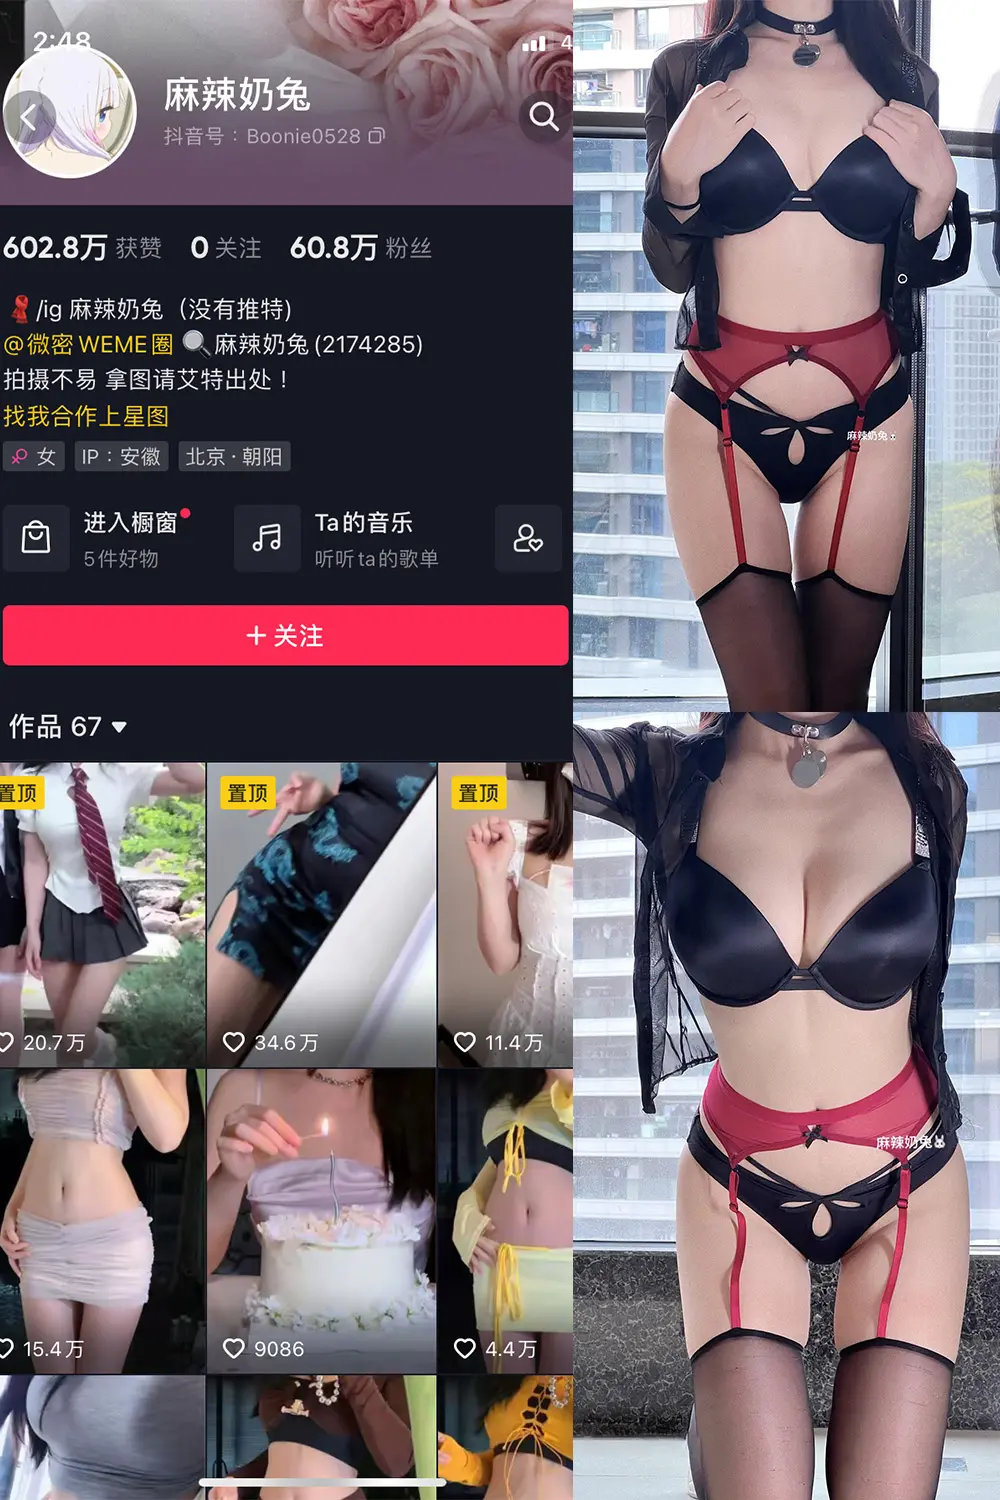 2:48
4
麻辣奶兔
抖音号：Boonie0528
602.8万 获赞 0 关注 60.8万 粉丝
/ig 麻辣奶兔（没有推特)
@微密 WEME圈 麻辣奶兔(2174285)
拍摄不易 拿图请艾特出处！
找我合作上星图
女 IP：安徽 北京·朝阳
进入橱窗
5件好物
Ta的音乐
听听ta的歌单
+ 关注
作品 67
置顶 置顶 置顶
20.7万 34.6万 11.4万
15.4万 9086 4.4万
麻辣奶兔
麻辣奶兔